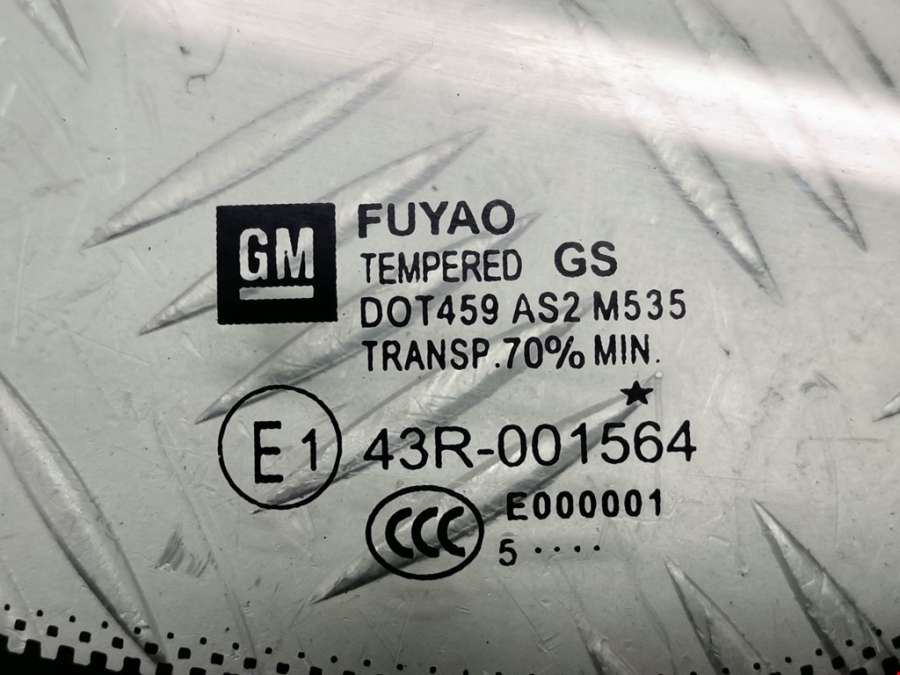 GM
FUYAO
TEMPERED GS
DOT459 AS2 M535
TRANSP.70% MIN.
E1 43R-001564
CCC E000001
5 ····